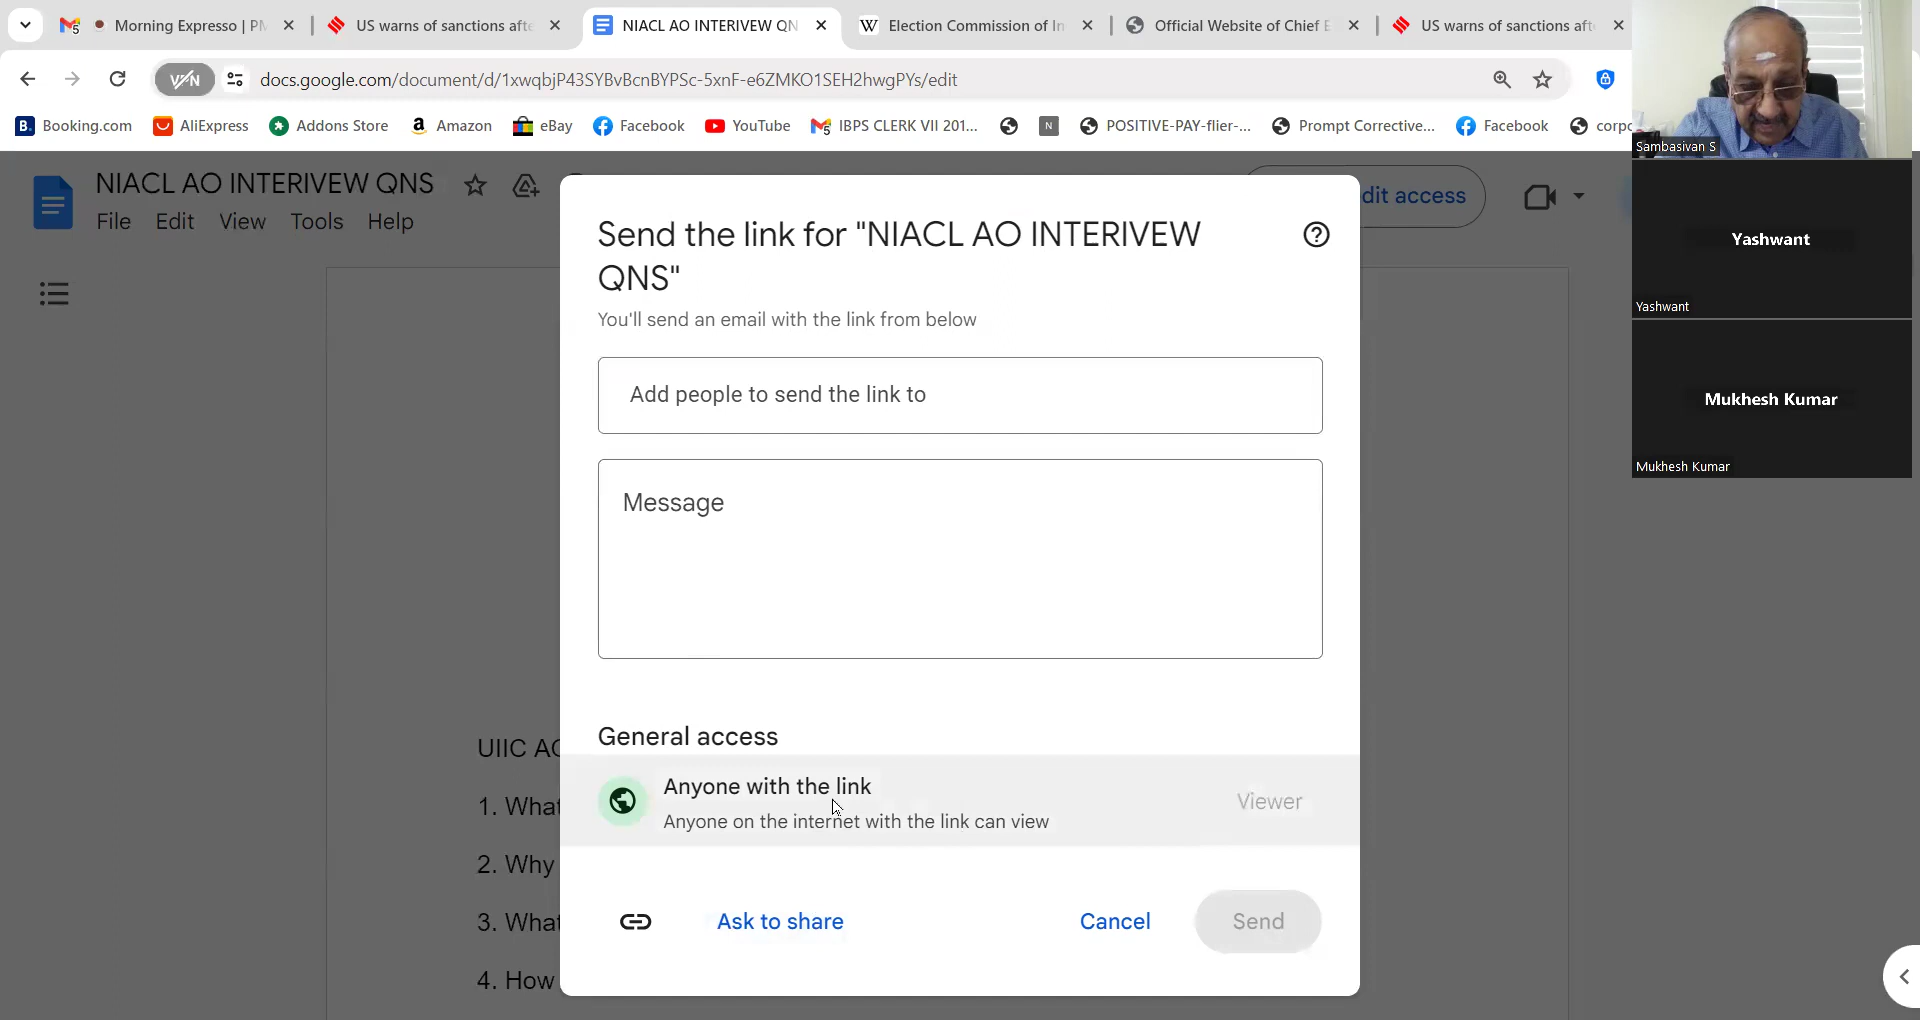 Morning Expresso | PM
US warns of sanctions afte
NIACL AO INTERIVEW QN
Election Commission of In
Official Website of Chief E
US warns of sanctions afte
VPN
docs.google.com/document/d/1xwqbjP43SYBvBcnBYPSc-5xnF-e6ZMKO1SEH2hwgPYs/edit
Booking.com
AliExpress
Addons Store
Amazon
eBay
Facebook
YouTube
IBPS CLERK VII 201...
N
POSITIVE-PAY-flier-...
Prompt Corrective...
Facebook
corpo
Sambasivan S
NIACL AO INTERIVEW QNS
File Edit View Tools Help
dit access
Yashwant
Yashwant
Mukhesh Kumar
Mukhesh Kumar
Send the link for "NIACL AO INTERIVEW
QNS"
You'll send an email with the link from below
Add people to send the link to
Message
General access
Anyone with the link
Anyone on the internet with the link can view
Viewer
Ask to share
Cancel
Send
UIIC AO
1. What
2. Why
3. What
4. How